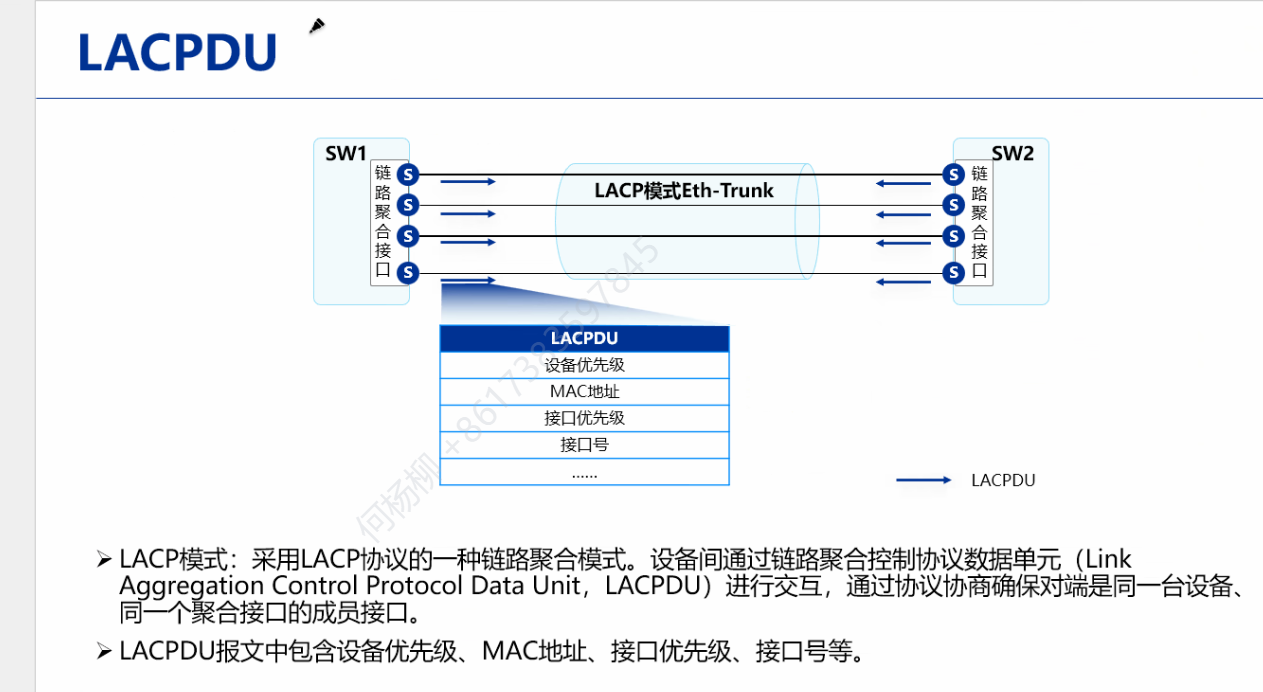 LACPDU
SW1
SW2
链路聚合接口
S
S
S
S
LACP模式Eth-Trunk
S
S
S
S
链路聚合接口
LACPDU
设备优先级
MAC地址
接口优先级
接口号
......
LACPDU
何杨柳 +8617383597845
➢ LACP模式：采用LACP协议的一种链路聚合模式。设备间通过链路聚合控制协议数据单元（Link
Aggregation Control Protocol Data Unit，LACPDU）进行交互，通过协议协商确保对端是同一台设备、
同一个聚合接口的成员接口。
➢ LACPDU报文中包含设备优先级、MAC地址、接口优先级、接口号等。